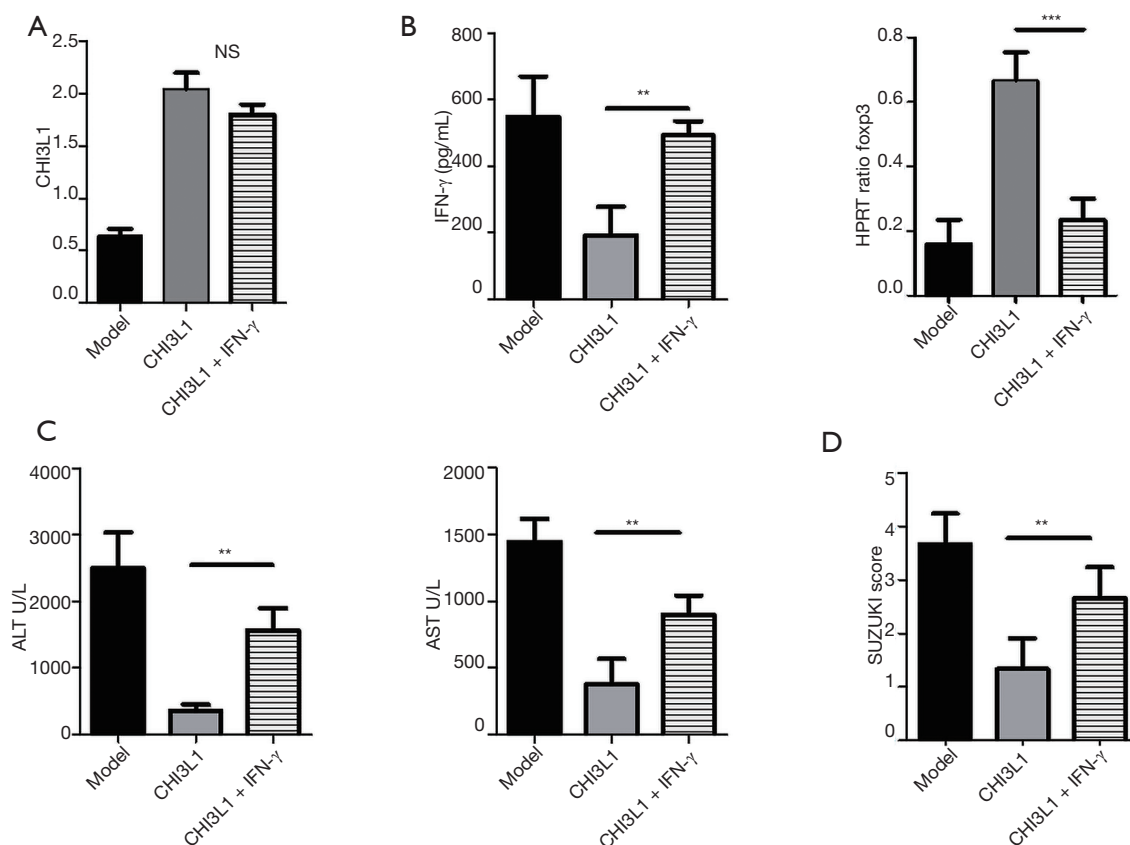 A
CHI3L1
2.5
2.0
1.5
1.0
0.5
0.0
NS
Model
CHI3L1
CHI3L1 + IFN-γ
B
IFN-γ (pg/mL)
800
600
400
200
0
**
Model
CHI3L1
CHI3L1 + IFN-γ
HPRT ratio foxp3
0.8
0.6
0.4
0.2
0.0
***
Model
CHI3L1
CHI3L1 + IFN-γ
C
ALT U/L
4000
3000
2000
1000
0
**
Model
CHI3L1
CHI3L1 + IFN-γ
AST U/L
2000
1500
1000
500
0
**
Model
CHI3L1
CHI3L1 + IFN-γ
D
SUZUKI score
5
4
3
2
1
0
**
Model
CHI3L1
CHI3L1 + IFN-γ